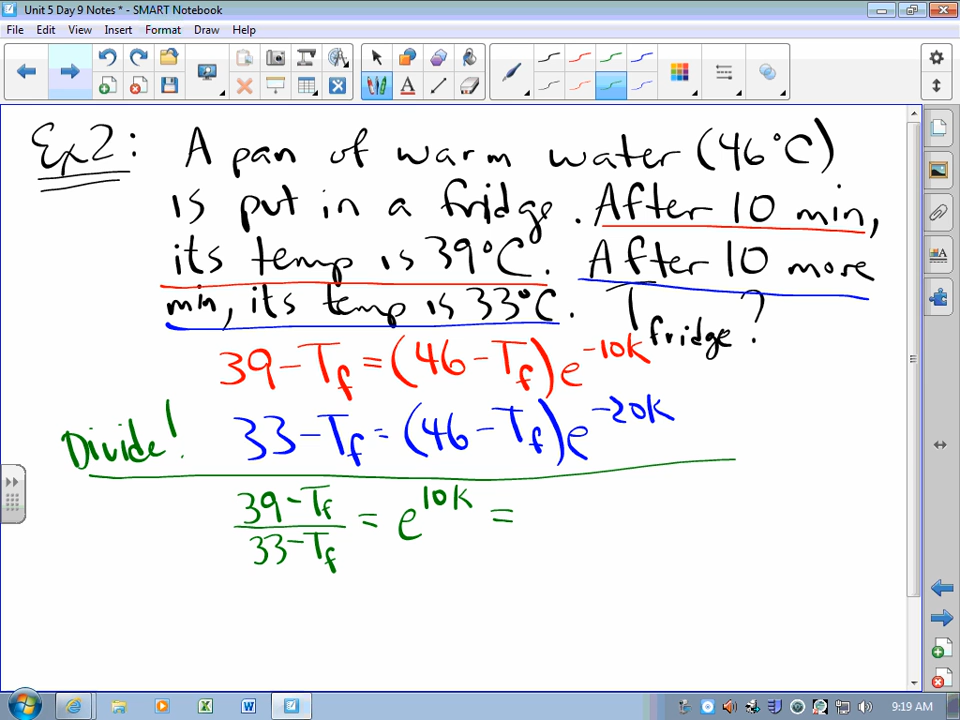 Unit 5 Day 9 Notes * - SMART Notebook
File Edit View Insert Format Draw Help
Ex2: A pan of warm water (46°C)
is put in a fridge. After 10 min,
its temp is 39°C. After 10 more
min, its temp is 33°C. Tfridge?
39-Tf = (46-Tf)e^-10k
33-Tf = (46-Tf)e^-20k
Divide!
39-Tf
33-Tf
= e^10k =
9:19 AM